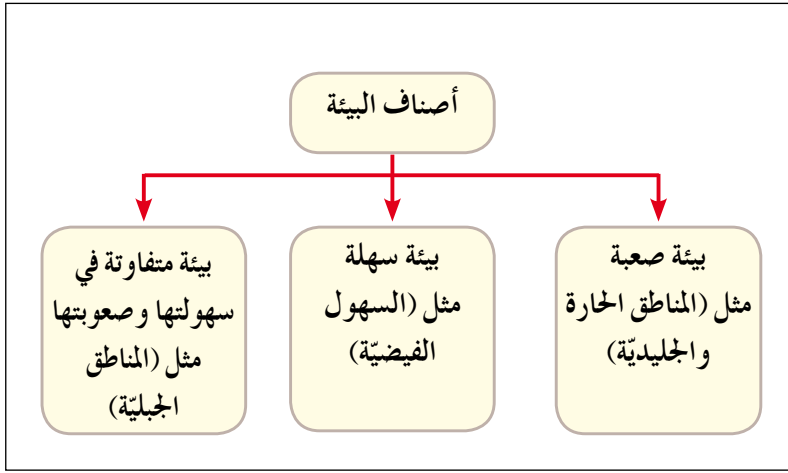 أصناف البيئة
بيئة صعبة
مثل (المناطق الحارة
والجليديّة)
بيئة سهلة
مثل (السهول
الفيضيّة)
بيئة متفاوتة في
سهولتها وصعوبتها
مثل (المناطق
الجبليّة)